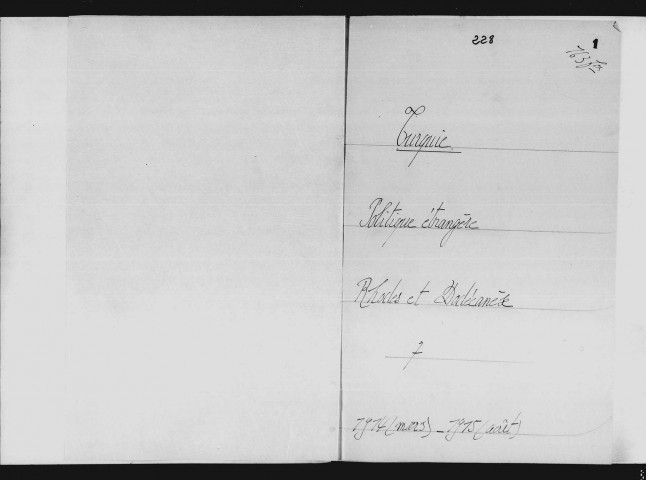 228
1
Turquie
Politique étrangère
Rhodes et Dodécanèse
7
1914 (mars) _ 1915 (août)